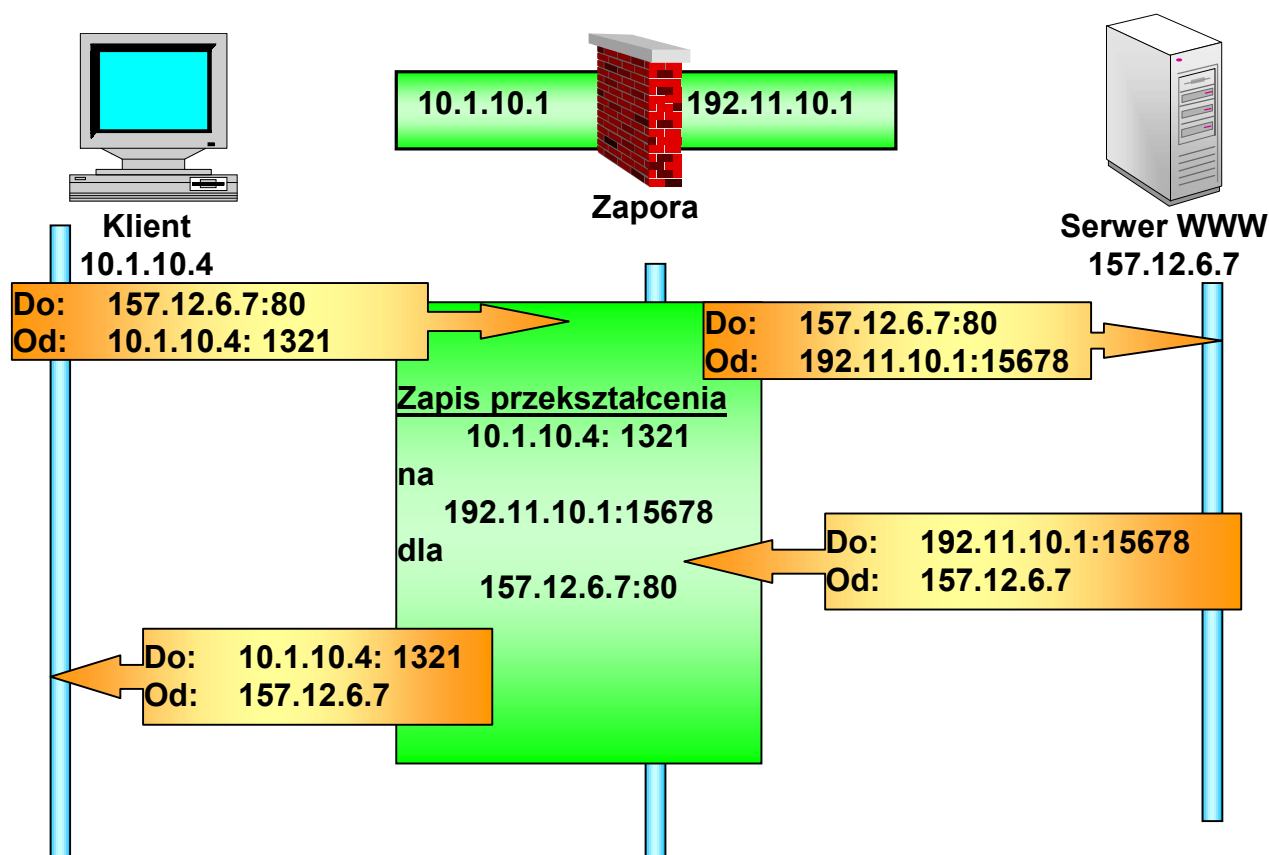 10.1.10.1
192.11.10.1
Zapora
Klient
10.1.10.4
Serwer WWW
157.12.6.7
Do: 157.12.6.7:80
Od: 10.1.10.4: 1321
Do: 157.12.6.7:80
Od: 192.11.10.1:15678
Zapis przekształcenia
10.1.10.4: 1321
na
192.11.10.1:15678
dla
157.12.6.7:80
Do: 192.11.10.1:15678
Od: 157.12.6.7
Do: 10.1.10.4: 1321
Od: 157.12.6.7